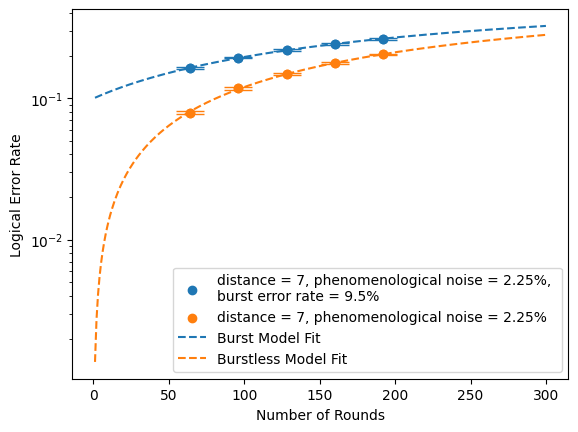 Logical Error Rate
10⁻¹
10⁻²
distance = 7, phenomenological noise = 2.25%,
burst error rate = 9.5%
distance = 7, phenomenological noise = 2.25%
Burst Model Fit
Burstless Model Fit
0 50 100 150 200 250 300
Number of Rounds